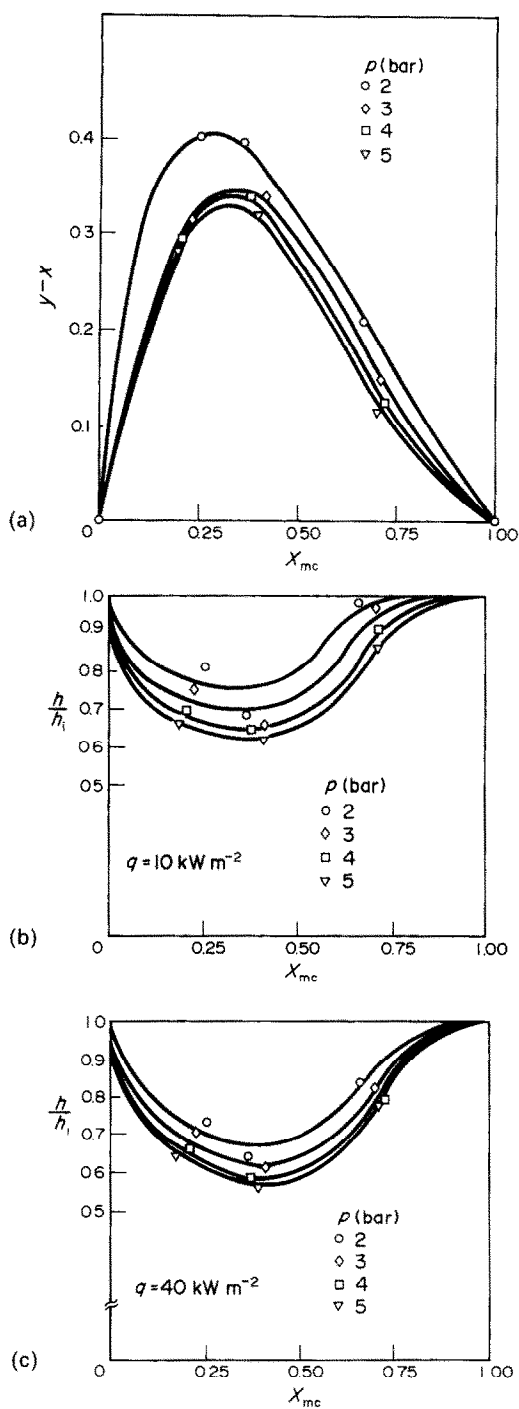 p (bar)
○ 2
◇ 3
□ 4
▽ 5
0.4
0.3
0.2
0.1
y-x
0 0.25 0.50 0.75 1.00
X_mc
(a)
1.0
0.9
0.8
0.7
0.6
0.5
h/h_i
p (bar)
○ 2
◇ 3
□ 4
▽ 5
q = 10 kW m⁻²
0 0.25 0.50 0.75 1.00
X_mc
(b)
1.0
0.9
0.8
0.7
0.6
0.5
h/h_i
p (bar)
○ 2
◇ 3
□ 4
▽ 5
q = 40 kW m⁻²
0 0.25 0.50 0.75 1.00
X_mc
(c)